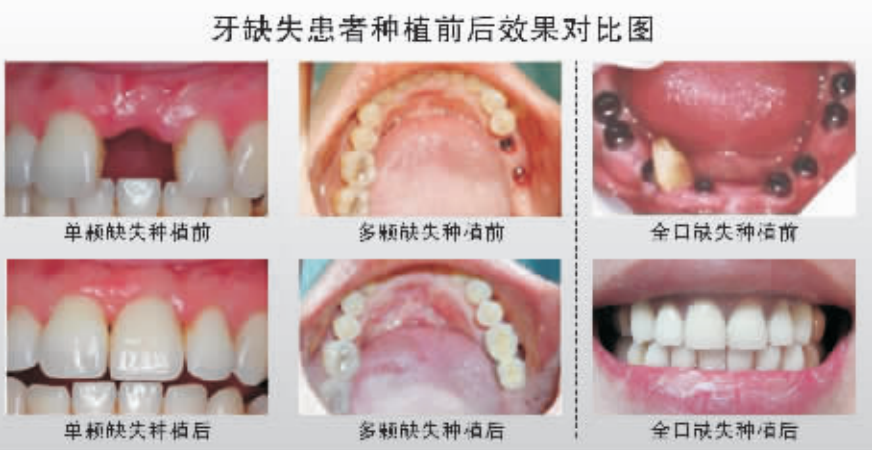 牙缺失患者种植前后效果对比图
单颗缺失种植前
多颗缺失种植前
全口缺失种植前
单颗缺失种植后
多颗缺失种植后
全口缺失种植后